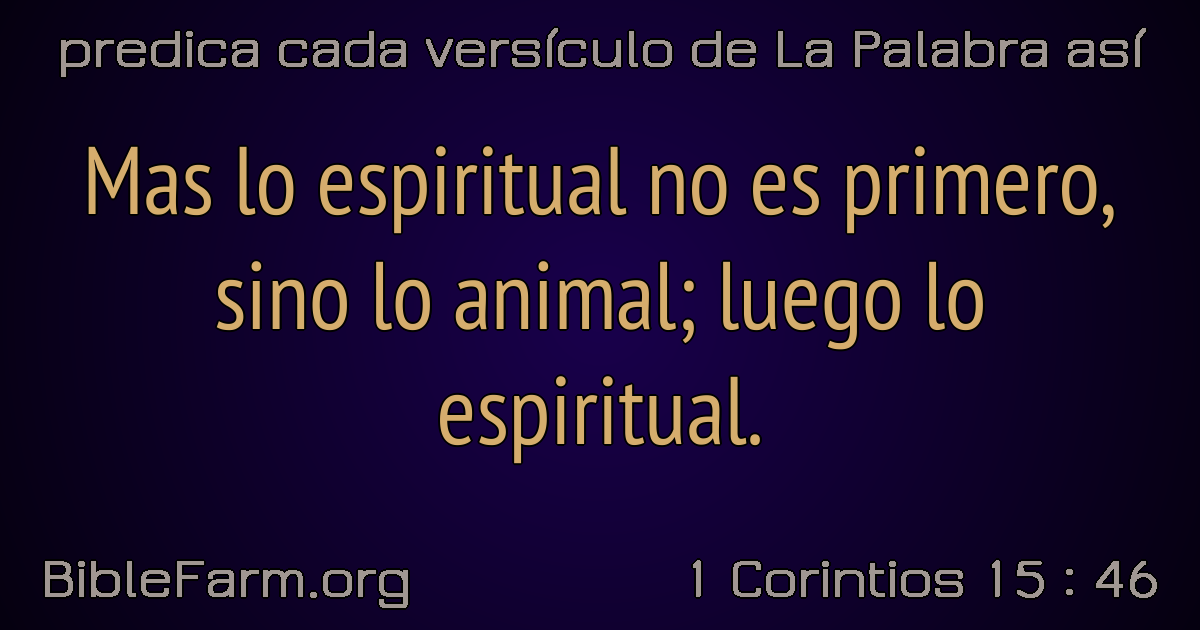 predica cada versículo de La Palabra así
Mas lo espiritual no es primero,
sino lo animal; luego lo
espiritual.
BibleFarm.org
1 Corintios 15 : 46